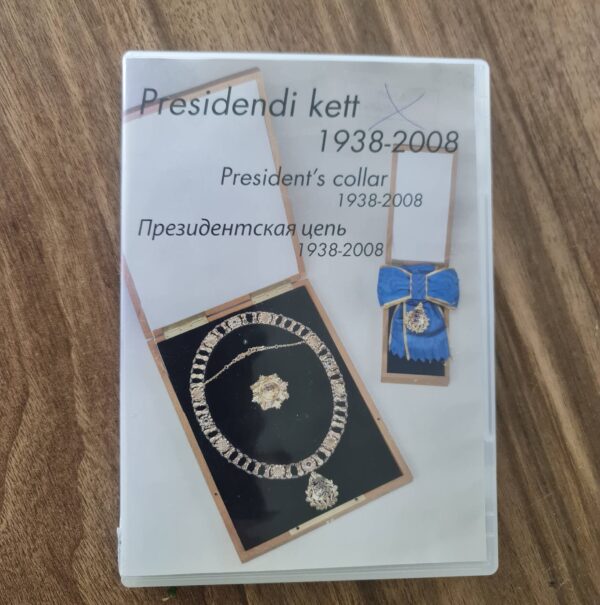 Presidendi kett
1938-2008
President's collar
1938-2008
Президентская цепь
1938-2008